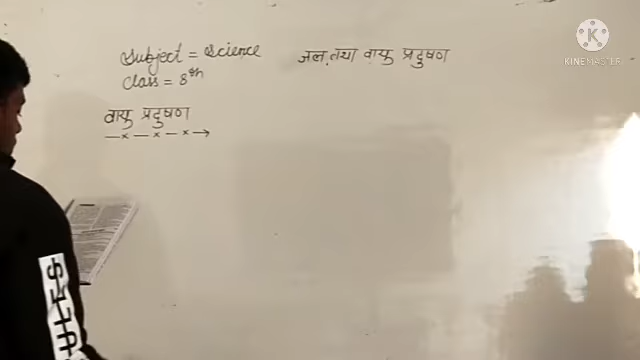 Subject = Science
जल तथा वायु प्रदुषण
Class = 8th
वायु प्रदुषण
KINEMASTER